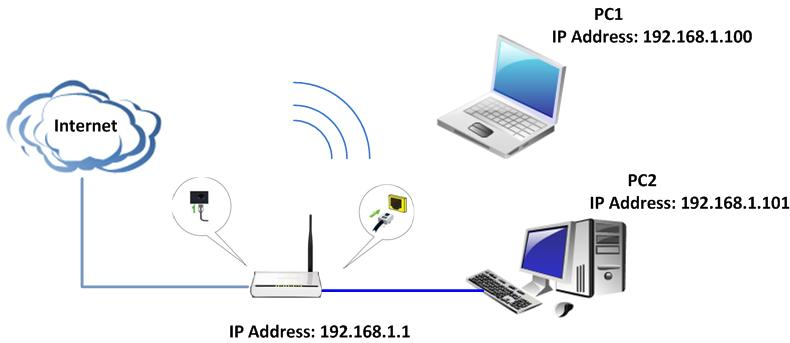 PC1
IP Address: 192.168.1.100
Internet
PC2
IP Address: 192.168.1.101
IP Address: 192.168.1.1